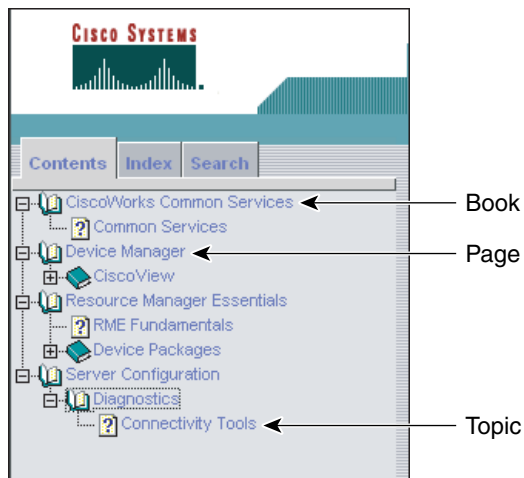 CISCO SYSTEMS
Contents Index Search
CiscoWorks Common Services Book
? Common Services
Device Manager Page
CiscoView
Resource Manager Essentials
? RME Fundamentals
Device Packages
Server Configuration
Diagnostics
? Connectivity Tools Topic